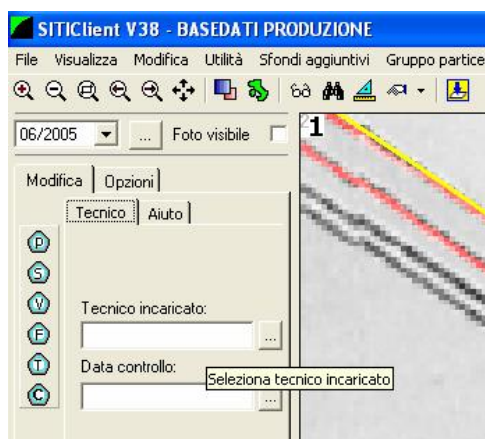 SITIClient V38 - BASEDATI PRODUZIONE
File Visualizza Modifica Utilità Sfondi aggiuntivi Gruppo partice
06/2005 ... Foto visibile
1
Modifica Opzioni
Tecnico Aiuto
P
S
V
F
T
C
Tecnico incaricato:
...
Data controllo:
Seleziona tecnico incaricato
...